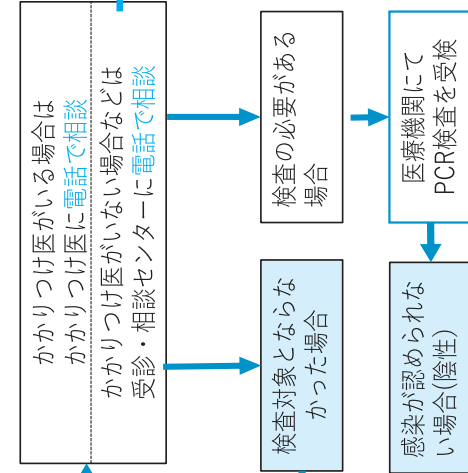 かかりつけ医がいる場合は
かかりつけ医に電話で相談
かかりつけ医がいない場合などは
受診・相談センターに電話で相談
検査の必要がある
場合
検査対象とならな
かった場合
医療機関にて
PCR検査を受検
感染が認められな
い場合(陰性)